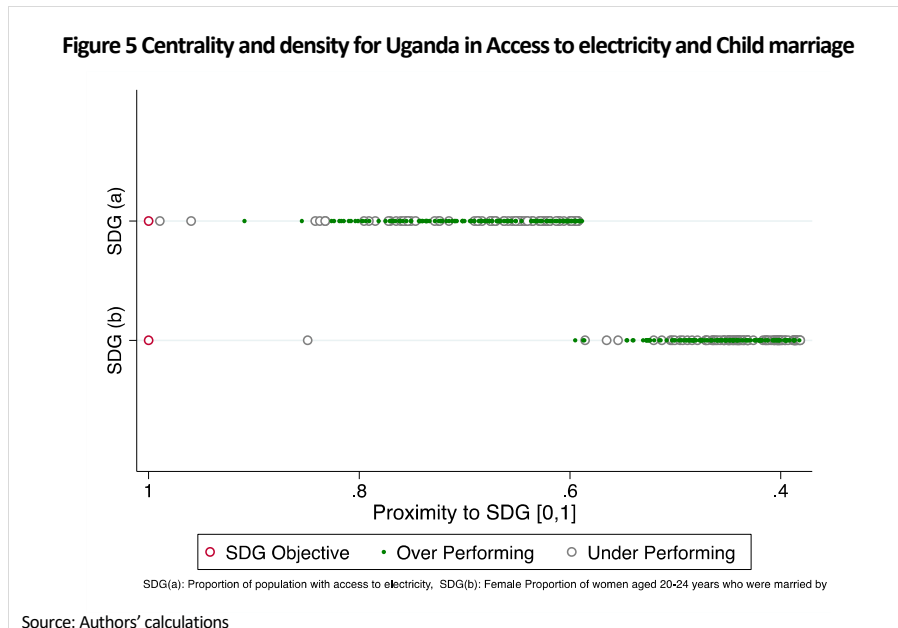 Figure 5 Centrality and density for Uganda in Access to electricity and Child marriage
SDG (a)
SDG (b)
1 .8 .6 .4
Proximity to SDG [0,1]
SDG Objective Over Performing Under Performing
SDG(a): Proportion of population with access to electricity, SDG(b): Female Proportion of women aged 20-24 years who were married by
Source: Authors’ calculations